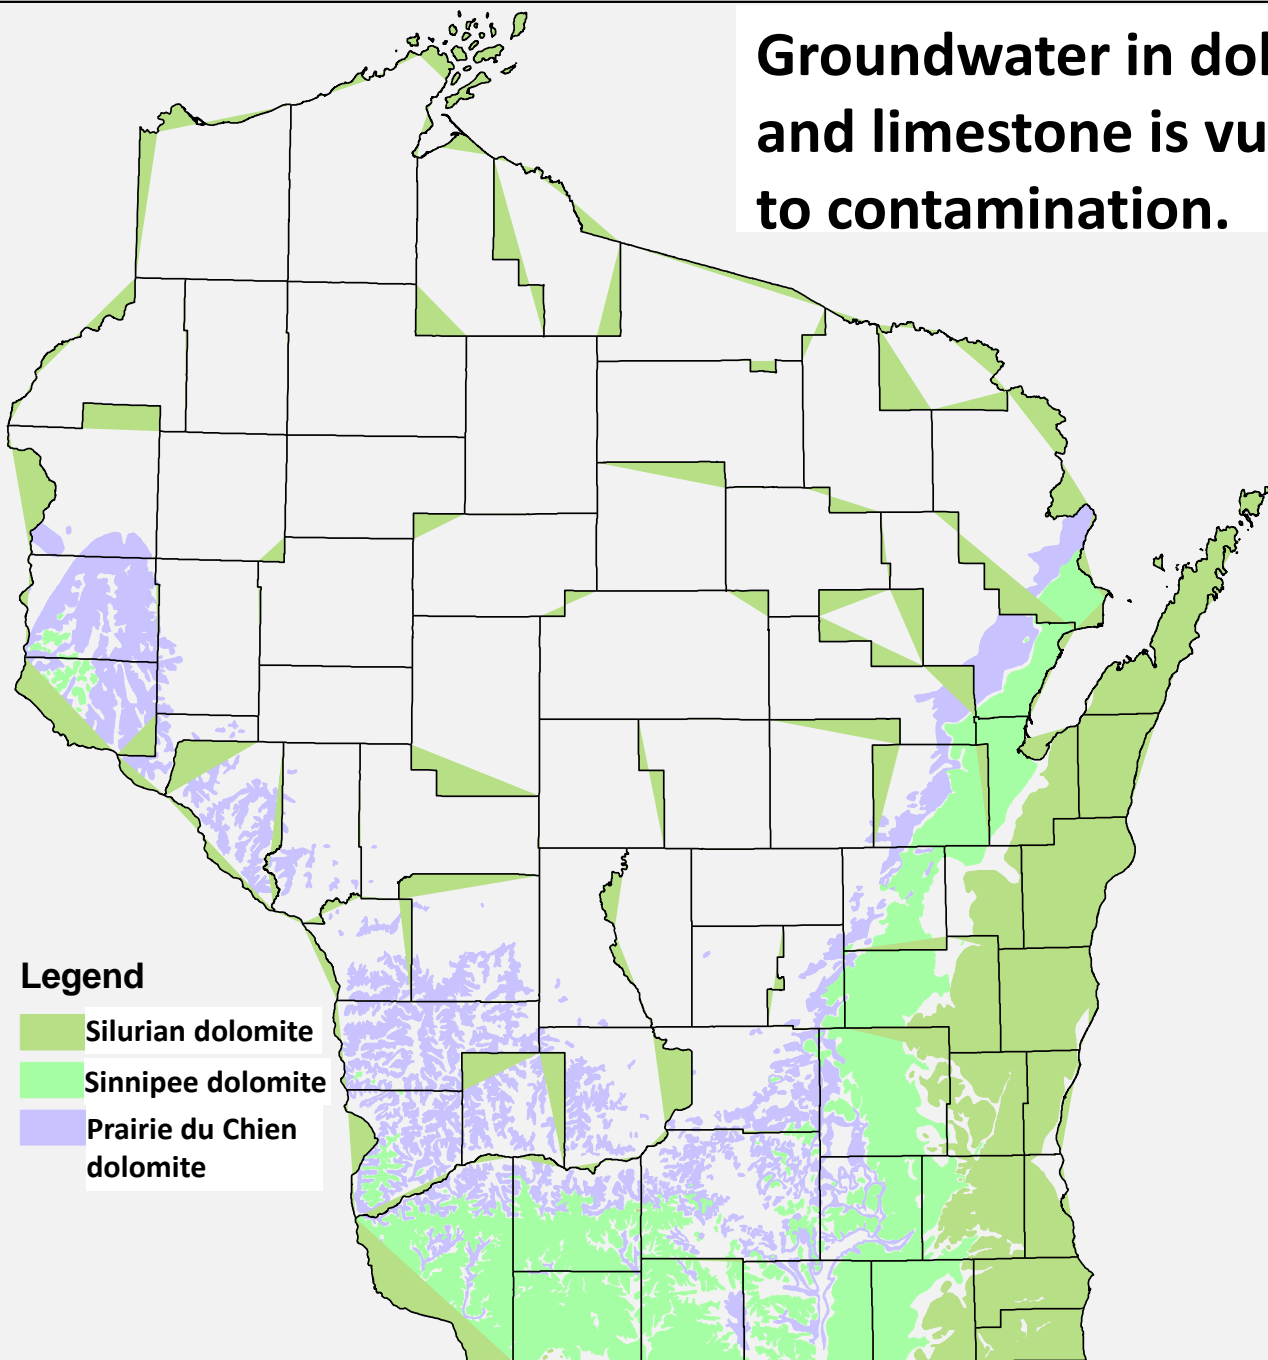 Groundwater in dol
and limestone is vu
to contamination.
Legend
Silurian dolomite
Sinnipee dolomite
Prairie du Chien
dolomite